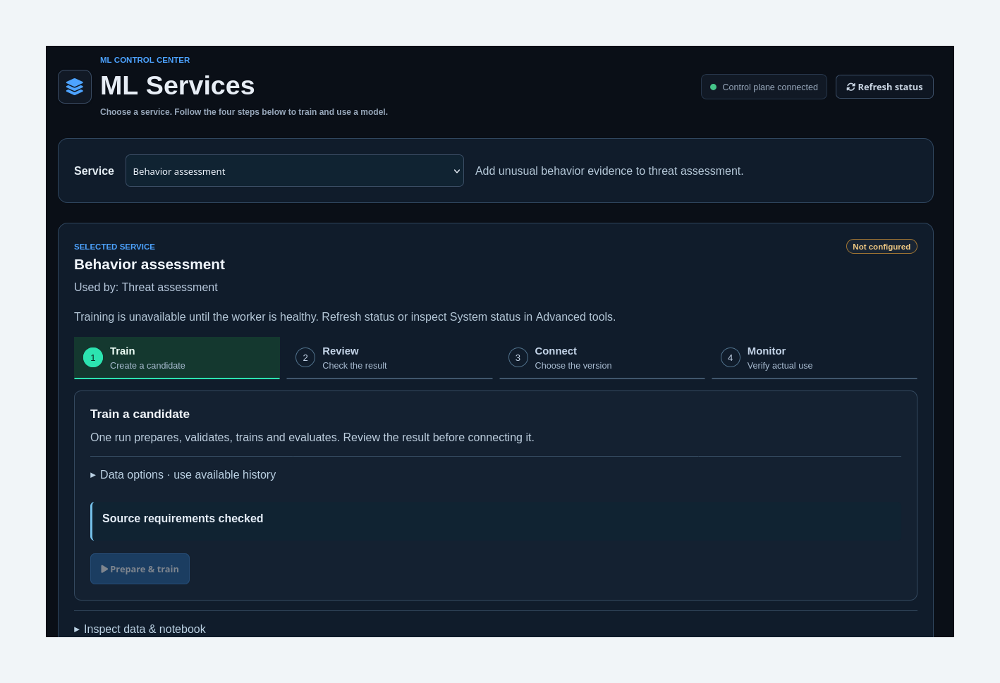 ML CONTROL CENTER
ML Services
Choose a service. Follow the four steps below to train and use a model.
Control plane connected
Refresh status
Service
Behavior assessment
Add unusual behavior evidence to threat assessment.
SELECTED SERVICE
Not configured
Behavior assessment
Used by: Threat assessment
Training is unavailable until the worker is healthy. Refresh status or inspect System status in Advanced tools.
1
Train
Create a candidate
2
Review
Check the result
3
Connect
Choose the version
4
Monitor
Verify actual use
Train a candidate
One run prepares, validates, trains and evaluates. Review the result before connecting it.
Data options · use available history
Source requirements checked
Prepare & train
Inspect data & notebook